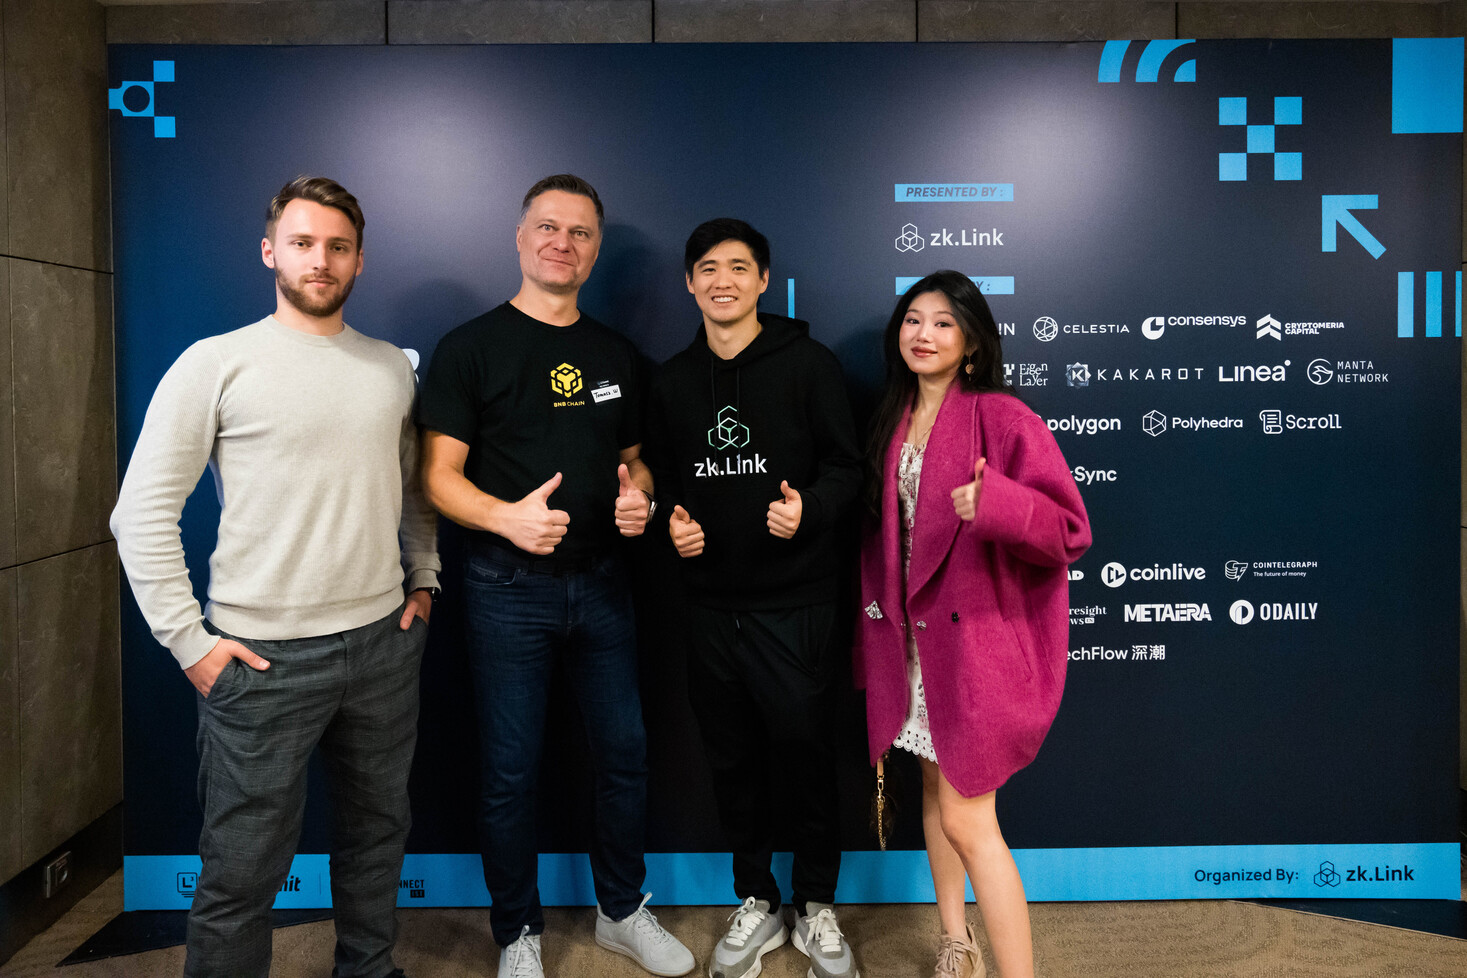 PRESENTED BY :
zk.Link
CELESTIA
consensys
CRYPTOMERIA
CAPITAL
Eigen
Layer
KAKAROT
Linea
MANTA
NETWORK
polygon
Polyhedra
Scroll
Sync
coinlive
COINTELEGRAPH
The future of money
METAERA
ODAILY
echFlow 深潮
BNB CHAIN
zk.Link
L3
Organized By:
zk.Link